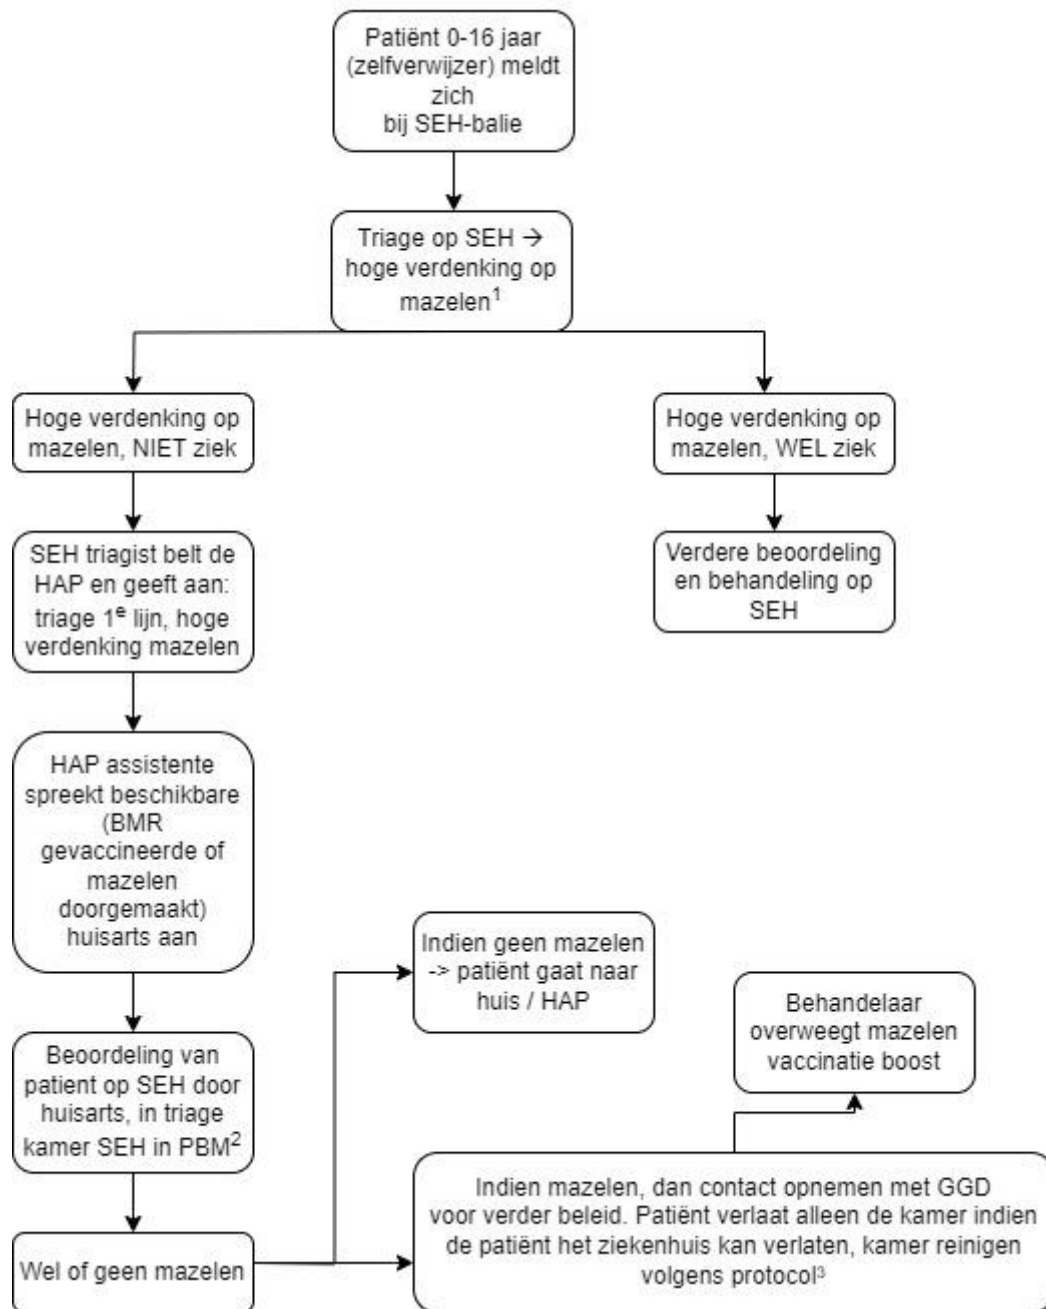 Patiënt 0-16 jaar
(zelfverwijzer) meldt
zich
bij SEH-balie
Triage op SEH →
hoge verdenking op
mazelen¹
Hoge verdenking op
mazelen, NIET ziek
Hoge verdenking op
mazelen, WEL ziek
SEH triagist belt de
HAP en geeft aan:
triage 1ᵉ lijn, hoge
verdenking mazelen
Verdere beoordeling
en behandeling op
SEH
HAP assistente
spreekt beschikbare
(BMR
gevaccineerde of
mazelen
doorgemaakt)
huisarts aan
Indien geen mazelen
-> patiënt gaat naar
huis / HAP
Behandelaar
overweegt mazelen
vaccinatie boost
Beoordeling van
patient op SEH door
huisarts, in triage
kamer SEH in PBM²
Wel of geen mazelen
Indien mazelen, dan contact opnemen met GGD
voor verder beleid. Patiënt verlaat alleen de kamer indien
de patiënt het ziekenhuis kan verlaten, kamer reinigen
volgens protocol³